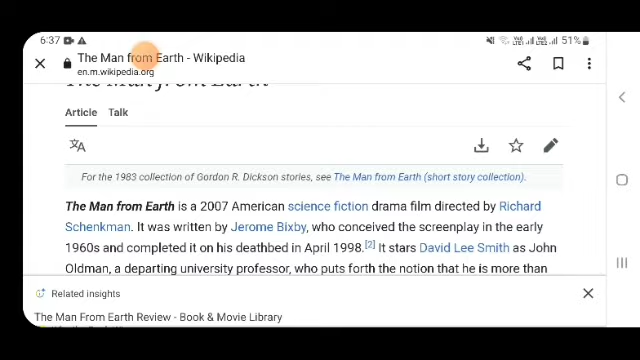 6:37
51%
The Man from Earth - Wikipedia
en.m.wikipedia.org
The Man from Earth
Article Talk
For the 1983 collection of Gordon R. Dickson stories, see The Man from Earth (short story collection).
The Man from Earth is a 2007 American science fiction drama film directed by Richard
Schenkman. It was written by Jerome Bixby, who conceived the screenplay in the early
1960s and completed it on his deathbed in April 1998.[2] It stars David Lee Smith as John
Oldman, a departing university professor, who puts forth the notion that he is more than
Related insights
The Man From Earth Review - Book & Movie Library